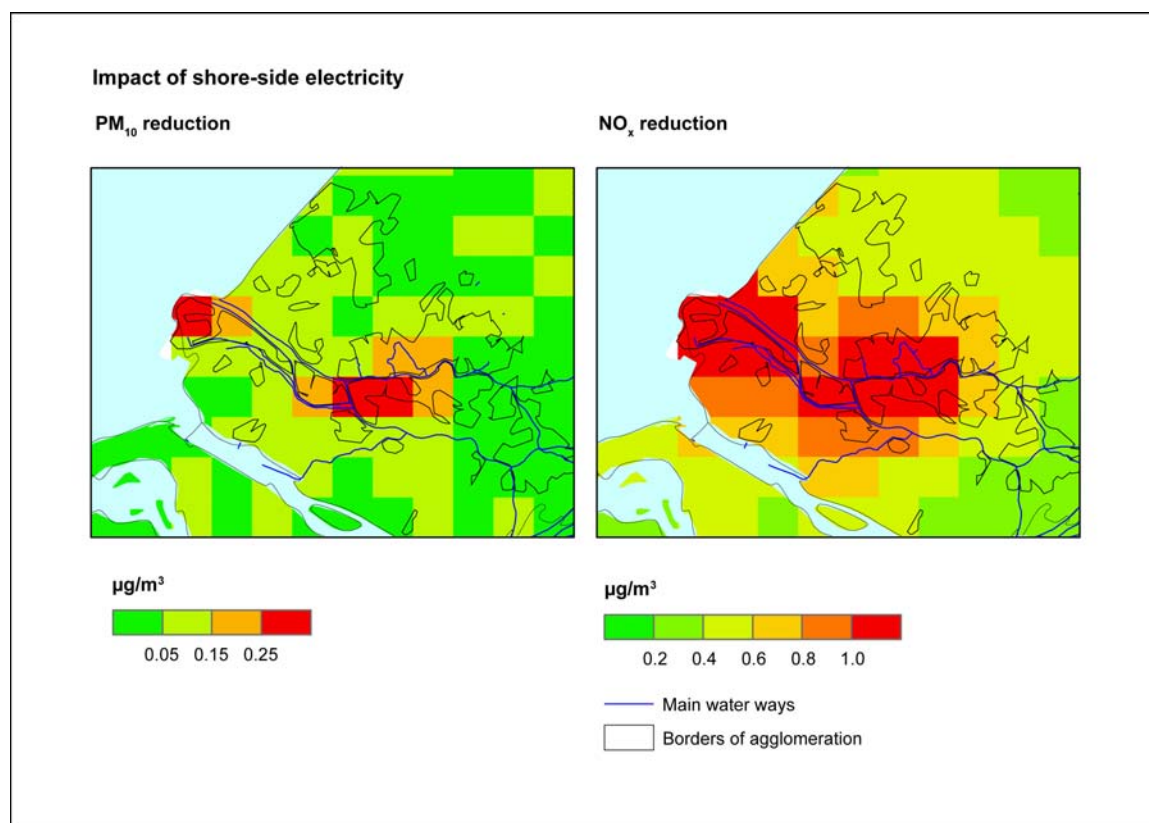 Impact of shore-side electricity
PM₁₀ reduction
NOₓ reduction
µg/m³
0.05 0.15 0.25
µg/m³
0.2 0.4 0.6 0.8 1.0
Main water ways
Borders of agglomeration